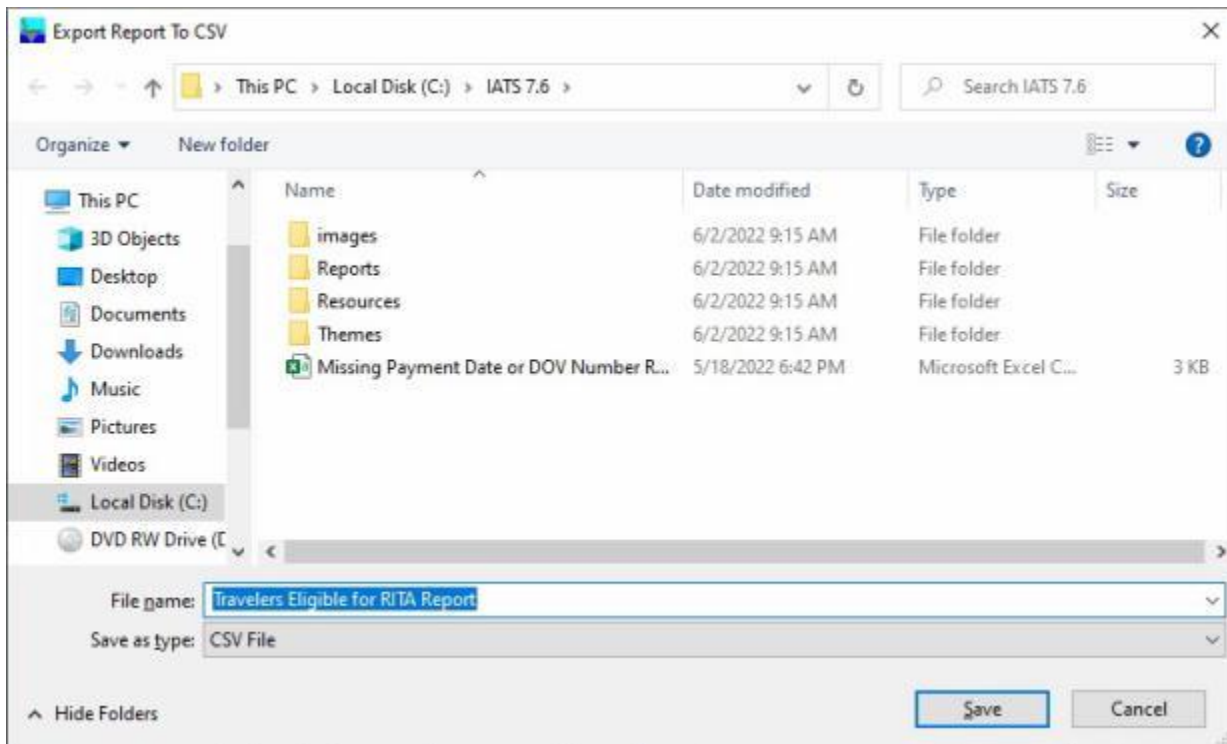 Export Report To CSV
This PC > Local Disk (C:) > IATS 7.6 >
Search IATS 7.6
Organize
New folder
Name
Date modified
Type
Size
This PC
3D Objects
Desktop
Documents
Downloads
Music
Pictures
Videos
Local Disk (C:)
DVD RW Drive (D
images 6/2/2022 9:15 AM File folder
Reports 6/2/2022 9:15 AM File folder
Resources 6/2/2022 9:15 AM File folder
Themes 6/2/2022 9:15 AM File folder
Missing Payment Date or DOV Number R... 5/18/2022 6:42 PM Microsoft Excel C... 3 KB
File name: Travelers Eligible for RITA Report
Save as type: CSV File
Hide Folders
Save
Cancel